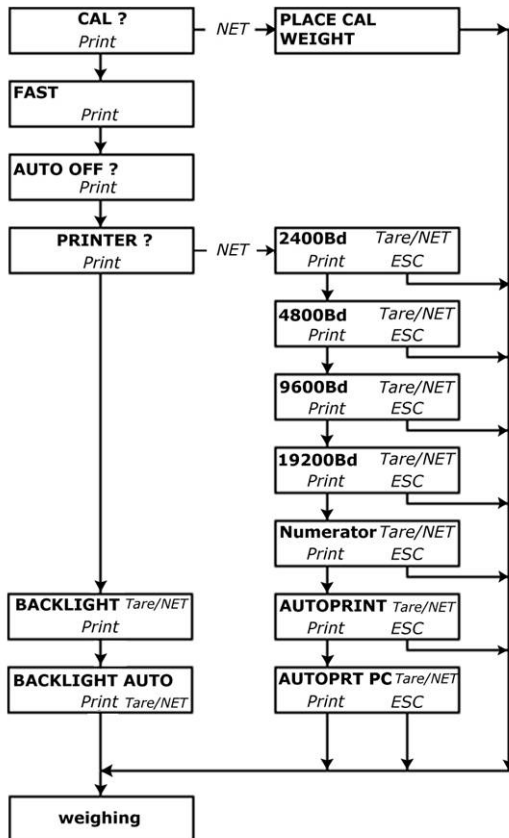 CAL ?
Print
NET
PLACE CAL
WEIGHT
FAST
Print
AUTO OFF ?
Print
PRINTER ?
Print
NET
2400Bd Tare/NET
Print ESC
4800Bd Tare/NET
Print ESC
9600Bd Tare/NET
Print ESC
19200Bd Tare/NET
Print ESC
Numerator Tare/NET
Print ESC
BACKLIGHT Tare/NET
Print
AUTOPRINT Tare/NET
Print ESC
BACKLIGHT AUTO
Print Tare/NET
AUTOPRT PC Tare/NET
Print ESC
weighing